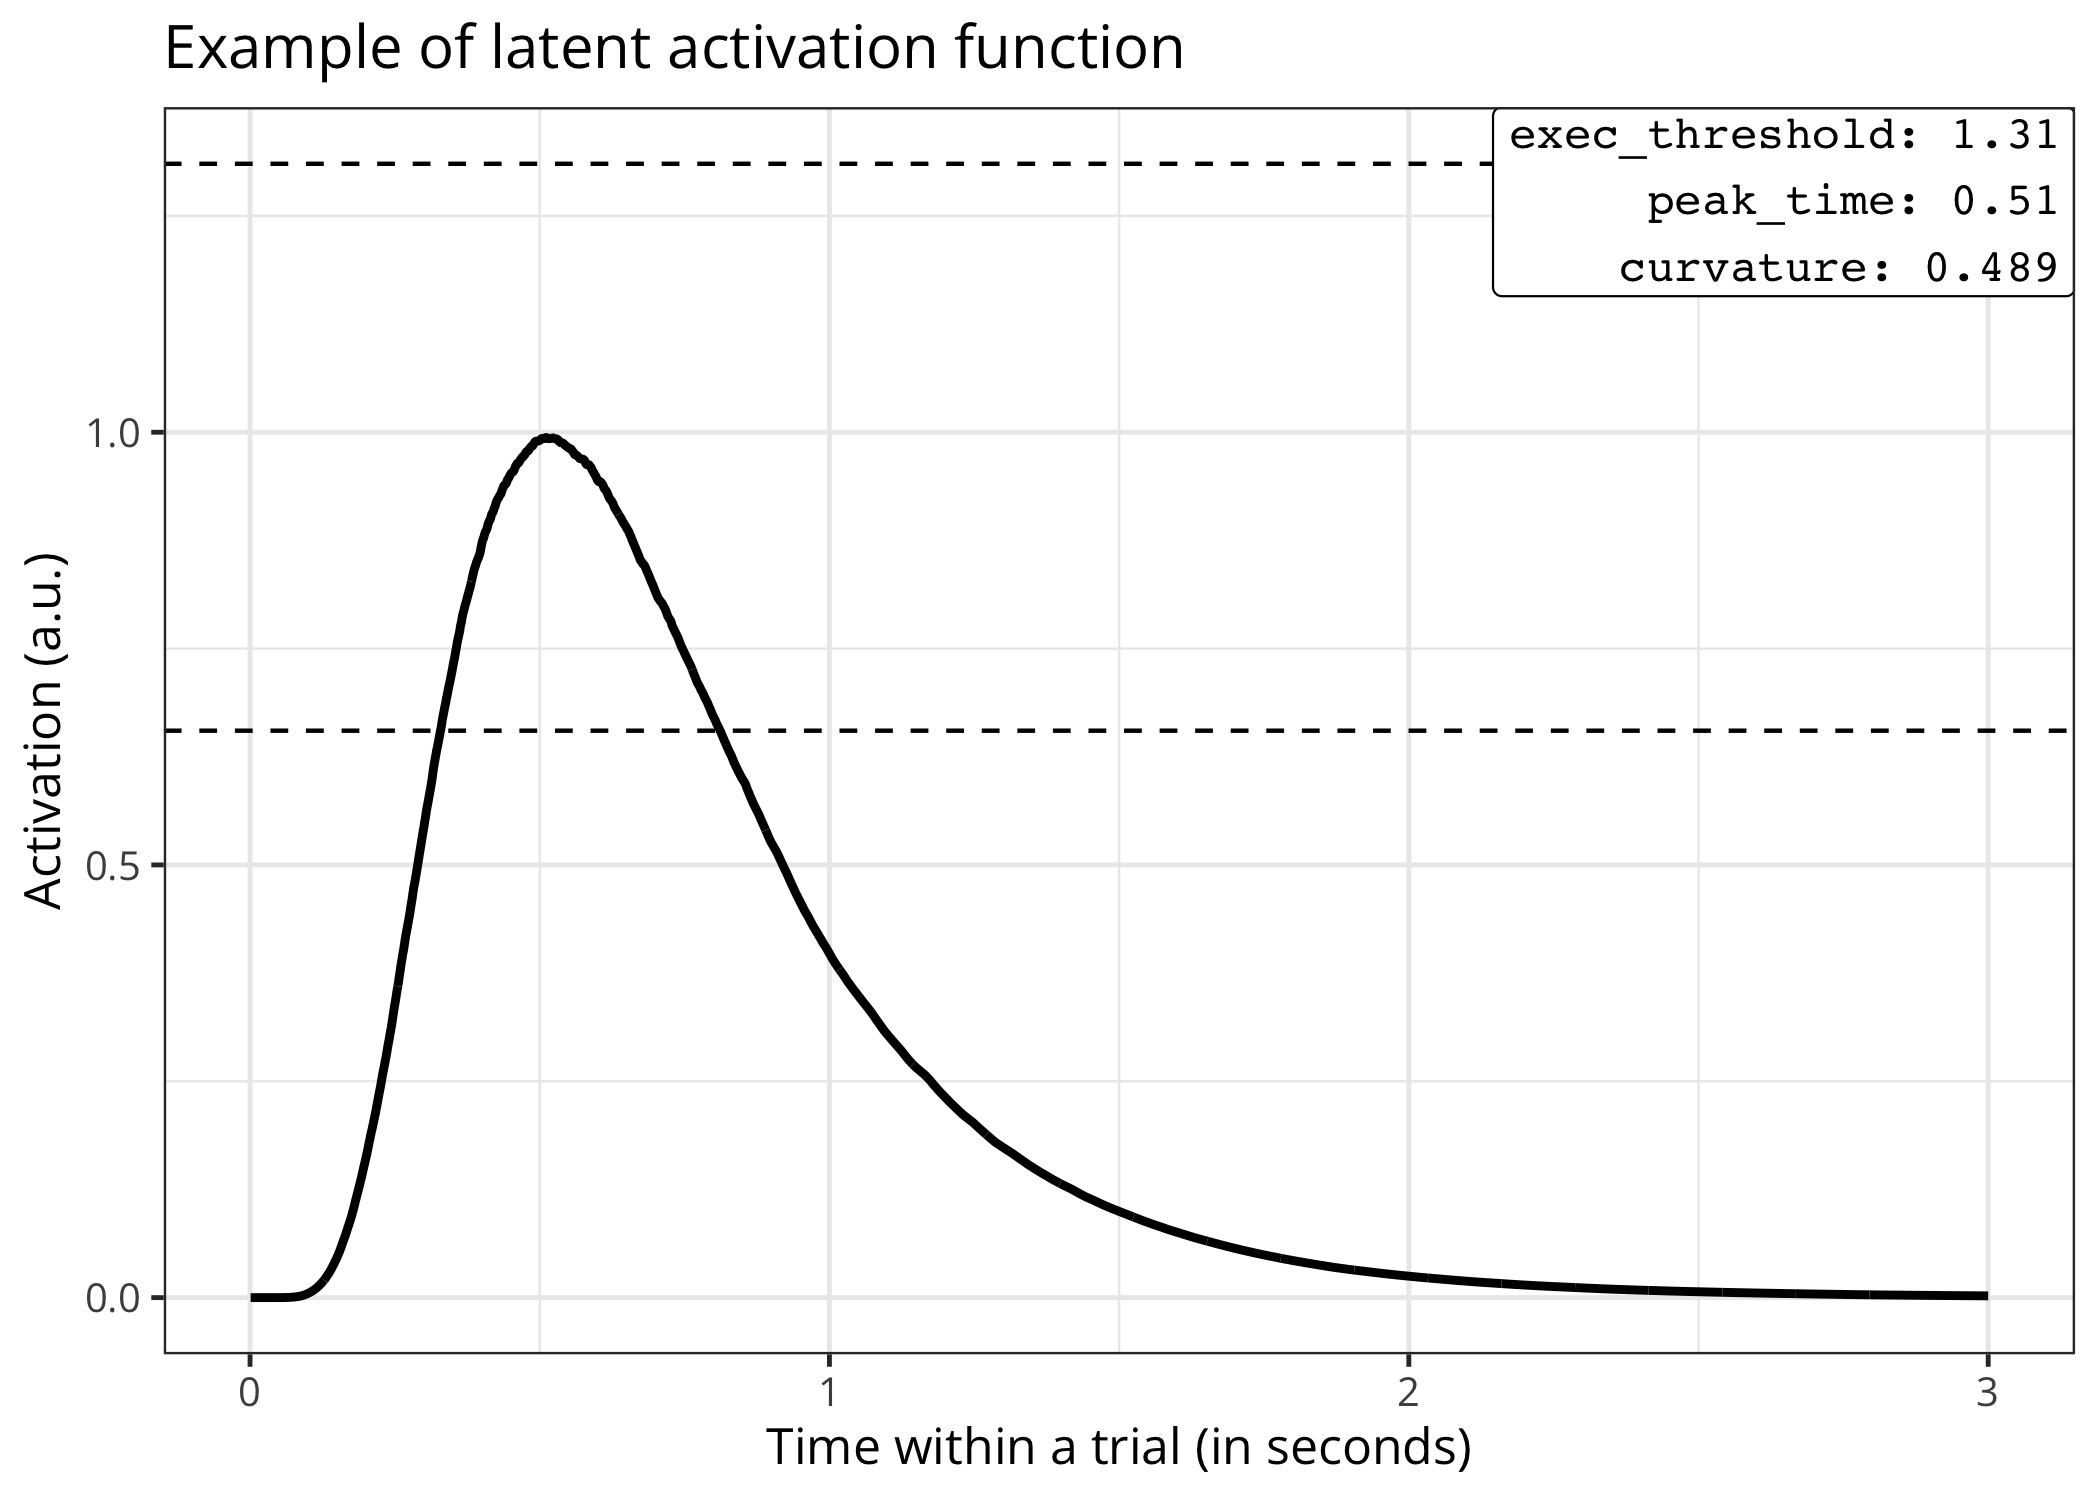 Example of latent activation function
exec_threshold: 1.31
peak_time: 0.51
curvature: 0.489
Activation (a.u.)
1.0
0.5
0.0
0 1 2 3
Time within a trial (in seconds)